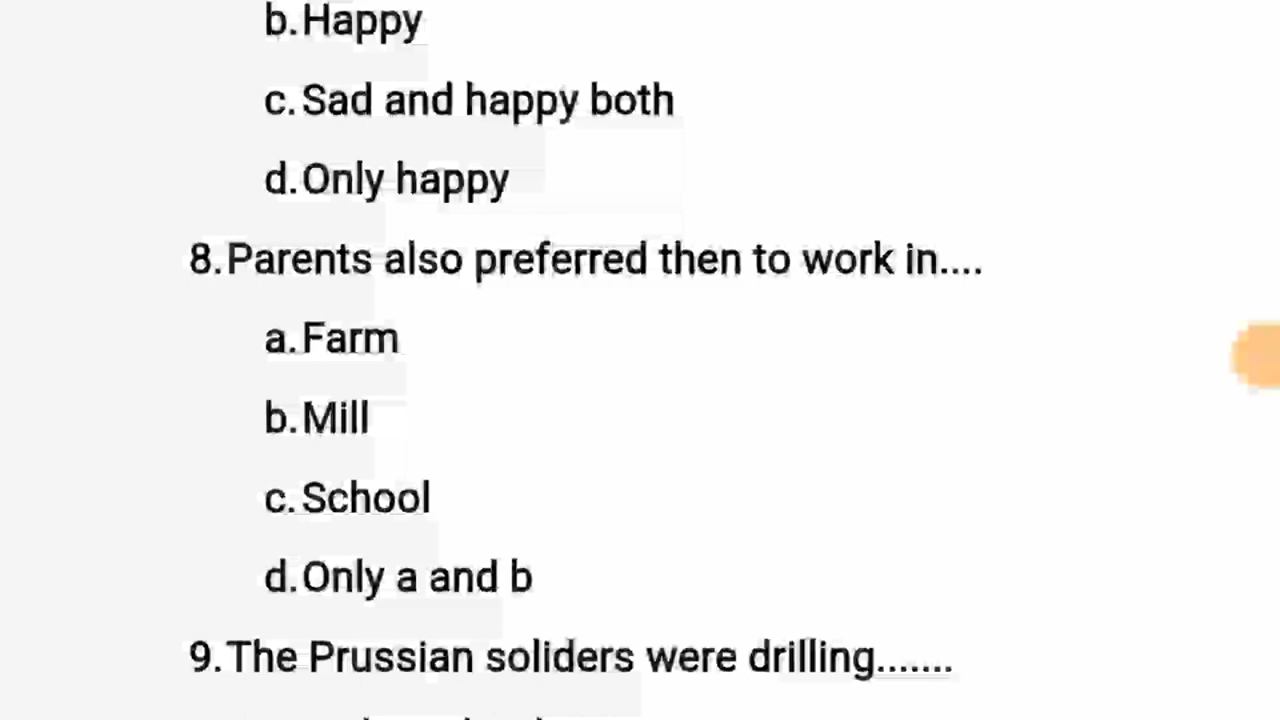 b. Happy
c. Sad and happy both
d. Only happy
8. Parents also preferred then to work in....
a. Farm
b. Mill
c. School
d. Only a and b
9. The Prussian soliders were drilling.......